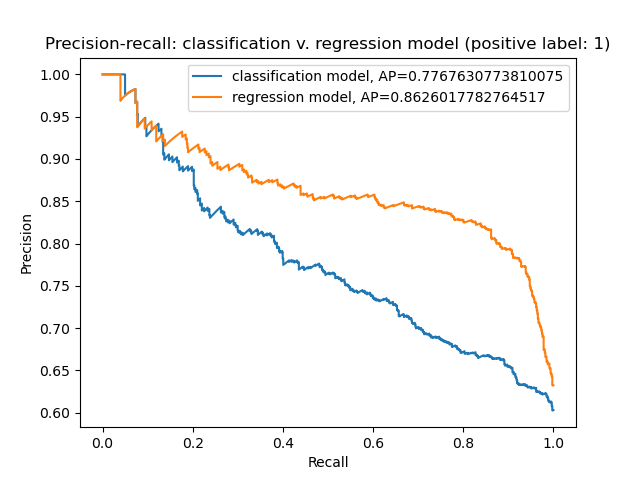 Precision-recall: classification v. regression model (positive label: 1)
1.00
0.95
0.90
0.85
0.80
0.75
0.70
0.65
0.60
Precision
classification model, AP=0.7767630773810075
regression model, AP=0.8626017782764517
0.0 0.2 0.4 0.6 0.8 1.0
Recall